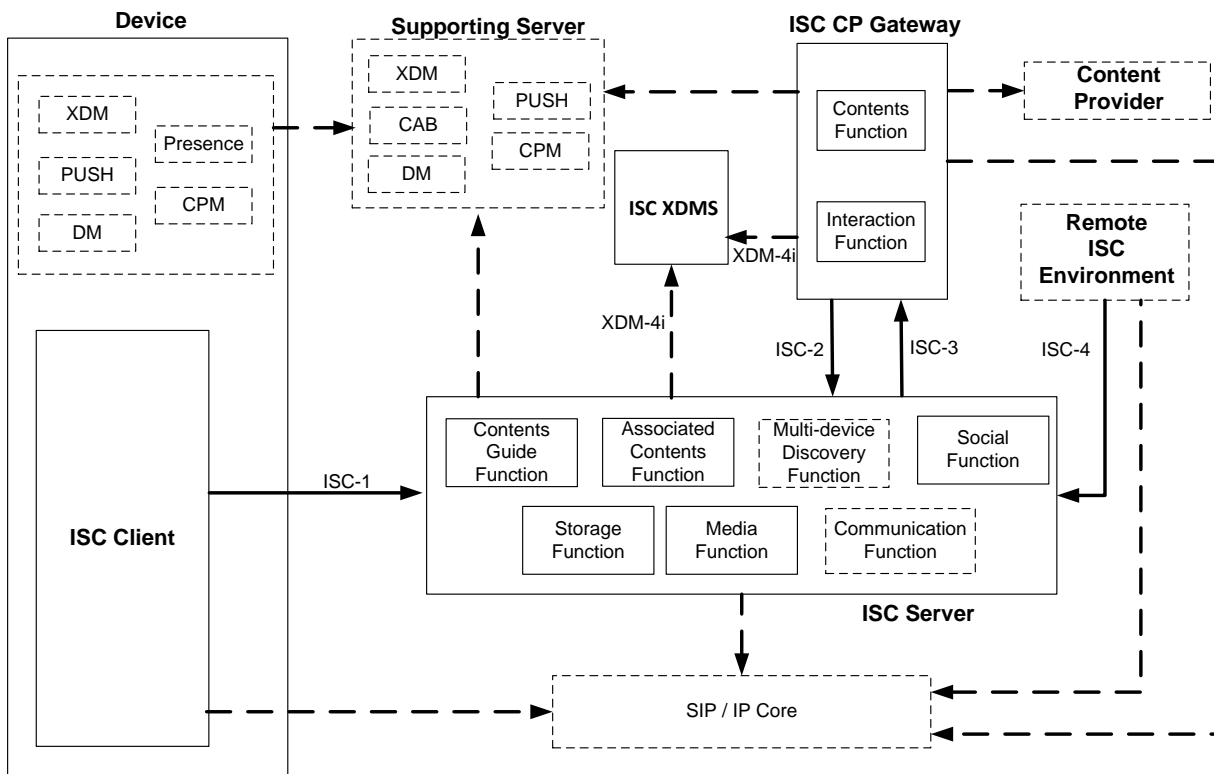 Device
Supporting Server
ISC CP Gateway
XDM
Presence
PUSH
CPM
DM
XDM
PUSH
CAB
CPM
DM
Contents
Function
Interaction
Function
Content
Provider
ISC XDMS
XDM-4i
Remote
ISC
Environment
XDM-4i
ISC-2
ISC-3
ISC-4
Contents
Guide
Function
Associated
Contents
Function
Multi-device
Discovery
Function
Social
Function
ISC-1
ISC Client
Storage
Function
Media
Function
Communication
Function
ISC Server
SIP / IP Core